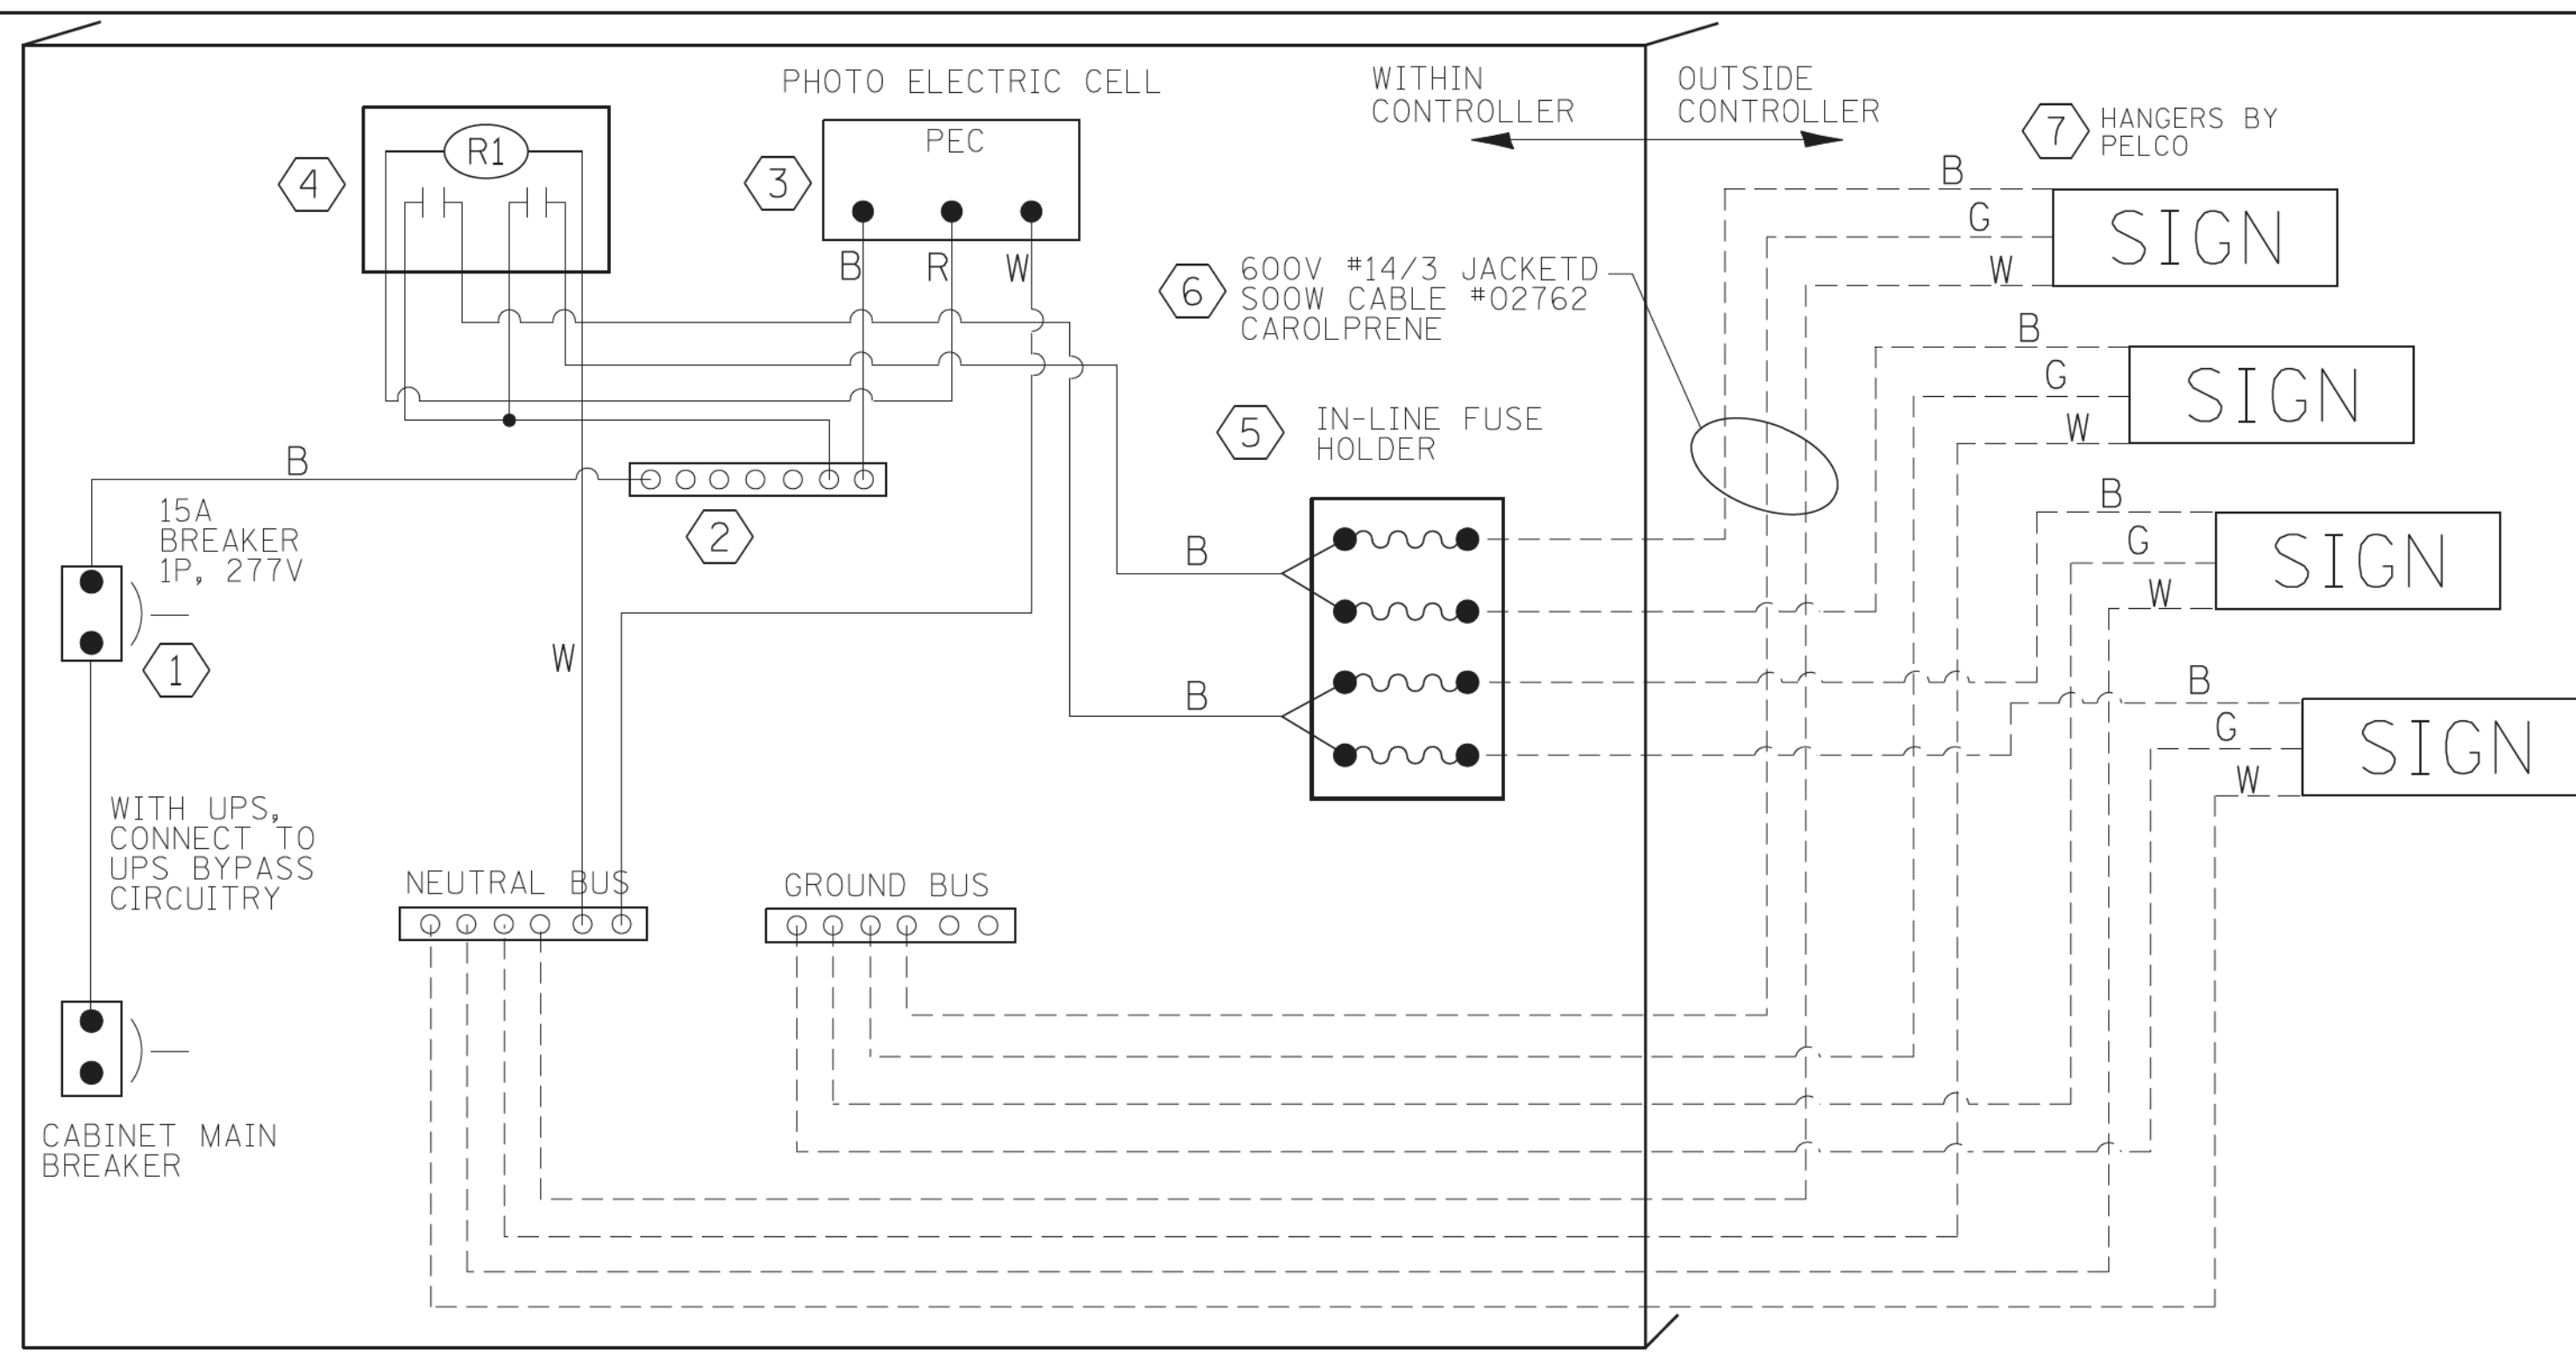 PHOTO ELECTRIC CELL
WITHIN
CONTROLLER
OUTSIDE
CONTROLLER
7
HANGERS BY
PELCO
R1
4
3
PEC
B
R
W
6
600V #14/3 JACKETD
SOOW CABLE #02762
CAROLPRENE
B
G
W
SIGN
B
G
W
SIGN
5
IN-LINE FUSE
HOLDER
B
15A
BREAKER
1P, 277V
1
2
B
B
W
B
G
W
SIGN
B
G
W
SIGN
WITH UPS,
CONNECT TO
UPS BYPASS
CIRCUITRY
NEUTRAL BUS
GROUND BUS
CABINET MAIN
BREAKER